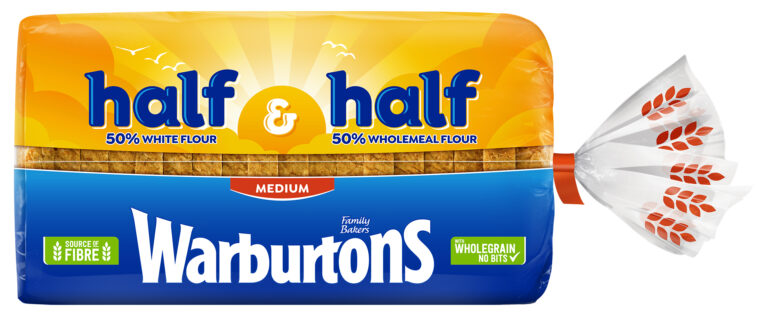 half & half
50% WHITE FLOUR
50% WHOLEMEAL FLOUR
MEDIUM
Family
Bakers
Warburtons
SOURCE OF
FIBRE
WITH
WHOLEGRAIN
NO BITS